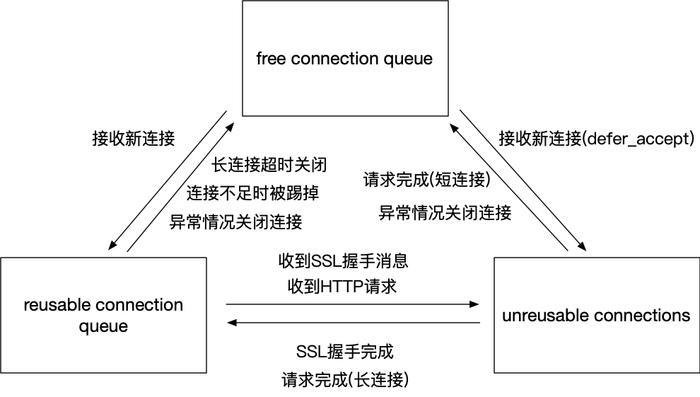 free connection queue
接收新连接
接收新连接(defer_accept)
长连接超时关闭
连接不足时被踢掉
异常情况关闭连接
请求完成(短连接)
异常情况关闭连接
reusable connection
queue
收到SSL握手消息
收到HTTP请求
unreusable connections
SSL握手完成
请求完成(长连接)